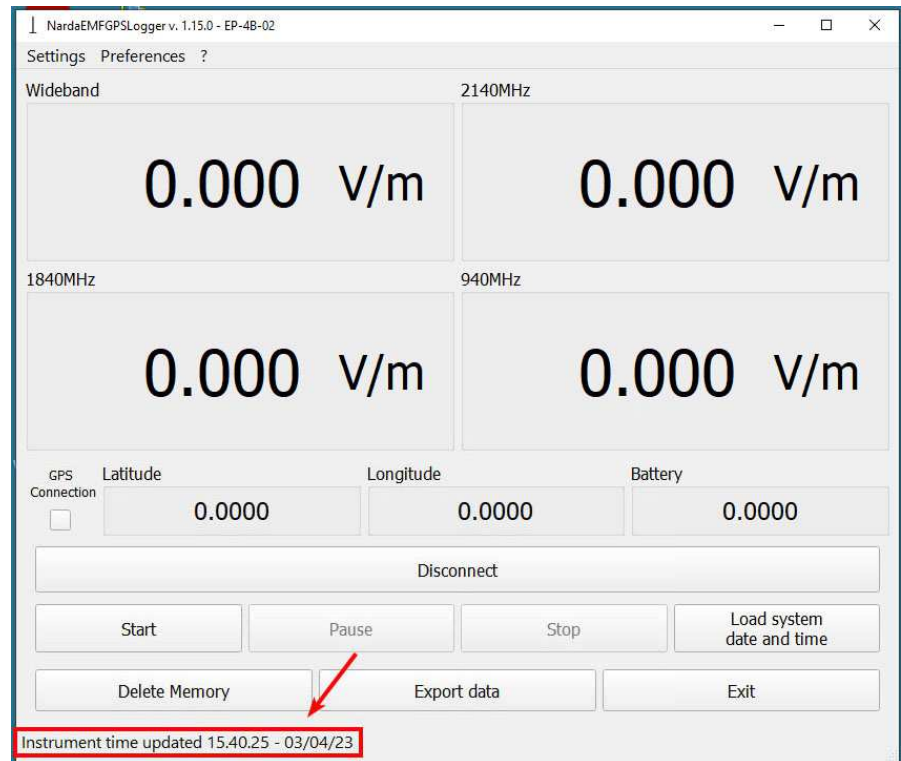 NardaEMFGPSLogger v. 1.15.0 - EP-4B-02
Settings Preferences ?
Wideband
0.000 V/m
2140MHz
0.000 V/m
1840MHz
0.000 V/m
940MHz
0.000 V/m
GPS
Connection
Latitude
0.0000
Longitude
0.0000
Battery
0.0000
Disconnect
Start
Pause
Stop
Load system
date and time
Delete Memory
Export data
Exit
Instrument time updated 15.40.25 - 03/04/23